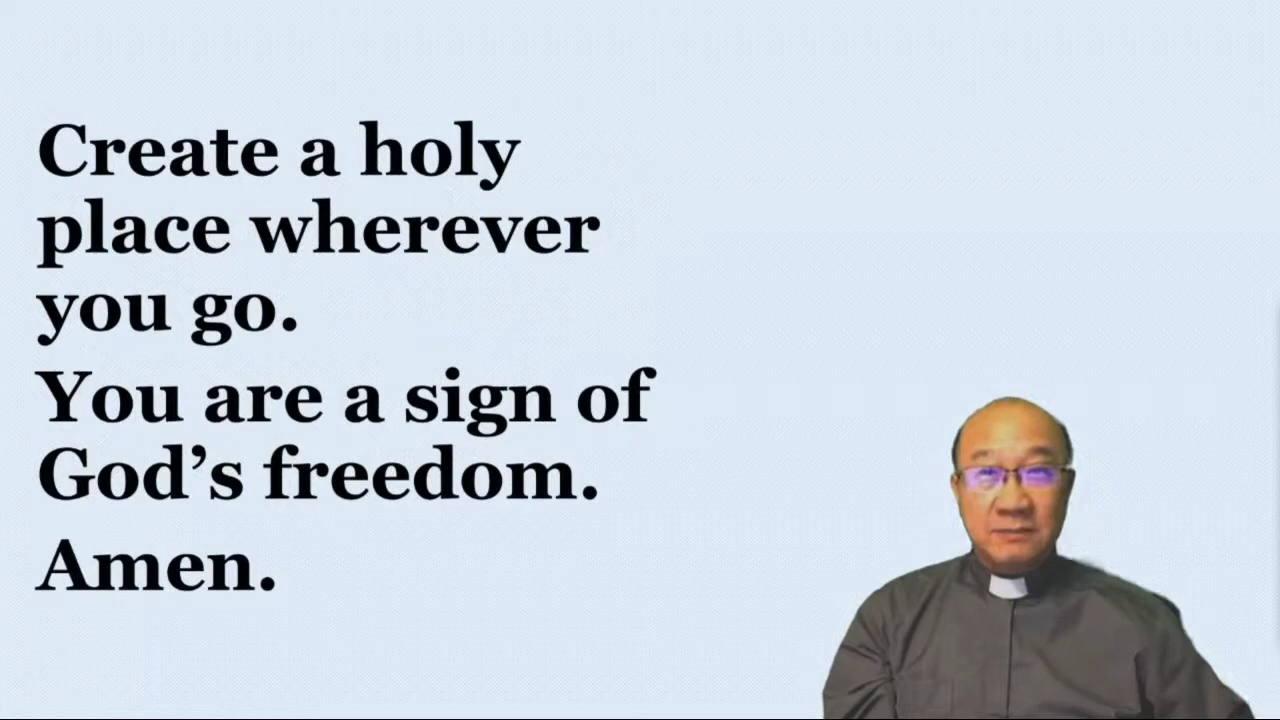 Create a holy
place wherever
you go.
You are a sign of
God’s freedom.
Amen.